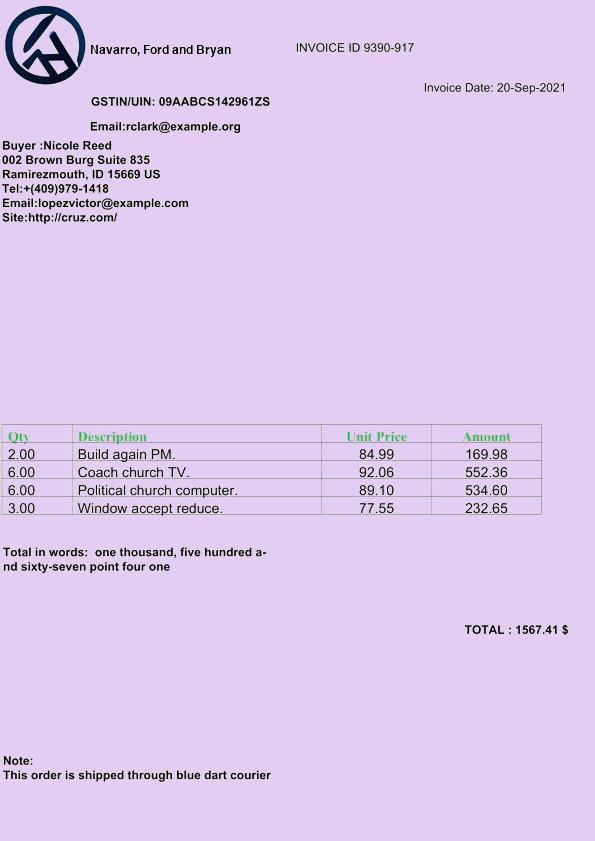 Navarro, Ford and Bryan
INVOICE ID 9390-917
Invoice Date: 20-Sep-2021
GSTIN/UIN: 09AABCS142961ZS
Email:rclark@example.org
Buyer :Nicole Reed
002 Brown Burg Suite 835
Ramirezmouth, ID 15669 US
Tel:+(409)979-1418
Email:lopezvictor@example.com
Site:http://cruz.com/
Qty Description Unit Price Amount
2.00 Build again PM. 84.99 169.98
6.00 Coach church TV. 92.06 552.36
6.00 Political church computer. 89.10 534.60
3.00 Window accept reduce. 77.55 232.65
Total in words:  one thousand, five hundred a-
nd sixty-seven point four one
TOTAL : 1567.41 $
Note:
This order is shipped through blue dart courier